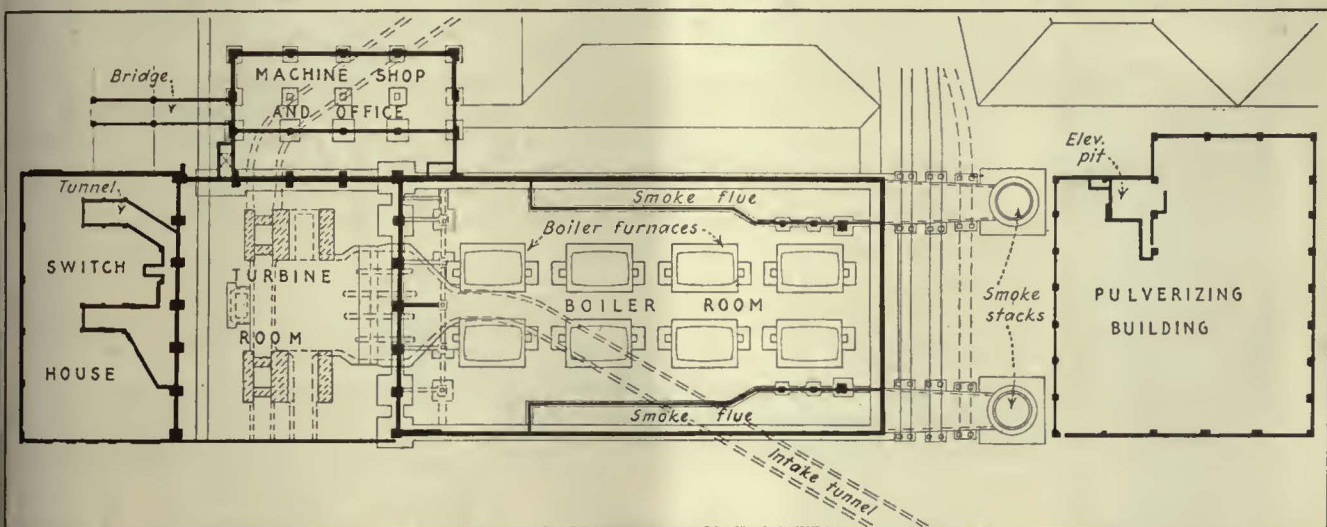 Bridge
MACHINE SHOP
AND OFFICE
Tunnel
SWITCH
HOUSE
TURBINE
ROOM
Smoke flue
Boiler furnaces
BOILER ROOM
Smoke flue
Intake tunnel
Smoke
stacks
Elev.
pit
PULVERIZING
BUILDING